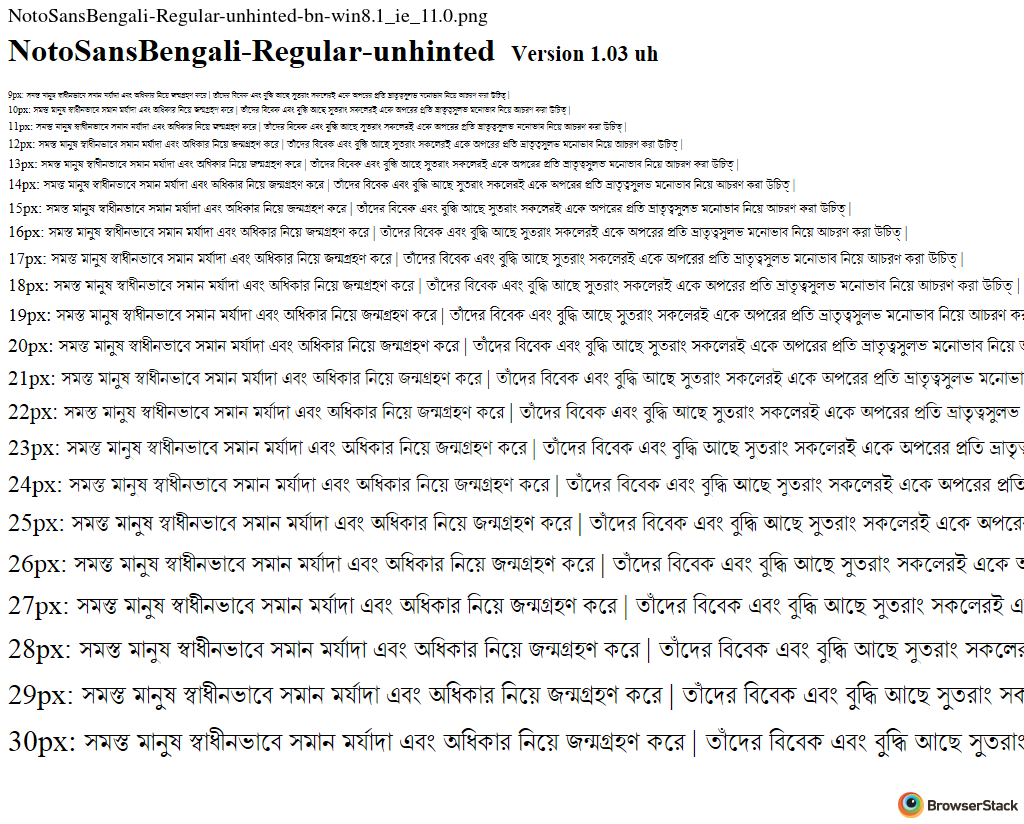 NotoSansBengali-Regular-unhinted-bn-win8.1_ie_11.0.png
NotoSansBengali-Regular-unhinted Version 1.03 uh
9px: সমস্ত মানুষ স্বাধীনভাবে সমান মর্যাদা এবং অধিকার নিয়ে জন্মগ্রহণ করে | তাঁদের বিবেক এবং বুদ্ধি আছে সুতরাং সকলেরই একে অপরের প্রতি ভ্রাতৃত্বসুলভ মনোভাব নিয়ে আচরণ করা উচিত্ |
10px: সমস্ত মানুষ স্বাধীনভাবে সমান মর্যাদা এবং অধিকার নিয়ে জন্মগ্রহণ করে | তাঁদের বিবেক এবং বুদ্ধি আছে সুতরাং সকলেরই একে অপরের প্রতি ভ্রাতৃত্বসুলভ মনোভাব নিয়ে আচরণ করা উচিত্ |
11px: সমস্ত মানুষ স্বাধীনভাবে সমান মর্যাদা এবং অধিকার নিয়ে জন্মগ্রহণ করে | তাঁদের বিবেক এবং বুদ্ধি আছে সুতরাং সকলেরই একে অপরের প্রতি ভ্রাতৃত্বসুলভ মনোভাব নিয়ে আচরণ করা উচিত্ |
12px: সমস্ত মানুষ স্বাধীনভাবে সমান মর্যাদা এবং অধিকার নিয়ে জন্মগ্রহণ করে | তাঁদের বিবেক এবং বুদ্ধি আছে সুতরাং সকলেরই একে অপরের প্রতি ভ্রাতৃত্বসুলভ মনোভাব নিয়ে আচরণ করা উচিত্ |
13px: সমস্ত মানুষ স্বাধীনভাবে সমান মর্যাদা এবং অধিকার নিয়ে জন্মগ্রহণ করে | তাঁদের বিবেক এবং বুদ্ধি আছে সুতরাং সকলেরই একে অপরের প্রতি ভ্রাতৃত্বসুলভ মনোভাব নিয়ে আচরণ করা উচিত্ |
14px: সমস্ত মানুষ স্বাধীনভাবে সমান মর্যাদা এবং অধিকার নিয়ে জন্মগ্রহণ করে | তাঁদের বিবেক এবং বুদ্ধি আছে সুতরাং সকলেরই একে অপরের প্রতি ভ্রাতৃত্বসুলভ মনোভাব নিয়ে আচরণ করা উচিত্ |
15px: সমস্ত মানুষ স্বাধীনভাবে সমান মর্যাদা এবং অধিকার নিয়ে জন্মগ্রহণ করে | তাঁদের বিবেক এবং বুদ্ধি আছে সুতরাং সকলেরই একে অপরের প্রতি ভ্রাতৃত্বসুলভ মনোভাব নিয়ে আচরণ করা উচিত্ |
16px: সমস্ত মানুষ স্বাধীনভাবে সমান মর্যাদা এবং অধিকার নিয়ে জন্মগ্রহণ করে | তাঁদের বিবেক এবং বুদ্ধি আছে সুতরাং সকলেরই একে অপরের প্রতি ভ্রাতৃত্বসুলভ মনোভাব নিয়ে আচরণ করা উচিত্ |
17px: সমস্ত মানুষ স্বাধীনভাবে সমান মর্যাদা এবং অধিকার নিয়ে জন্মগ্রহণ করে | তাঁদের বিবেক এবং বুদ্ধি আছে সুতরাং সকলেরই একে অপরের প্রতি ভ্রাতৃত্বসুলভ মনোভাব নিয়ে আচরণ করা উচিত্ |
18px: সমস্ত মানুষ স্বাধীনভাবে সমান মর্যাদা এবং অধিকার নিয়ে জন্মগ্রহণ করে | তাঁদের বিবেক এবং বুদ্ধি আছে সুতরাং সকলেরই একে অপরের প্রতি ভ্রাতৃত্বসুলভ মনোভাব নিয়ে আচরণ করা উচিত্ |
19px: সমস্ত মানুষ স্বাধীনভাবে সমান মর্যাদা এবং অধিকার নিয়ে জন্মগ্রহণ করে | তাঁদের বিবেক এবং বুদ্ধি আছে সুতরাং সকলেরই একে অপরের প্রতি ভ্রাতৃত্বসুলভ মনোভাব নিয়ে আচরণ
20px: সমস্ত মানুষ স্বাধীনভাবে সমান মর্যাদা এবং অধিকার নিয়ে জন্মগ্রহণ করে | তাঁদের বিবেক এবং বুদ্ধি আছে সুতরাং সকলেরই একে অপরের প্রতি ভ্রাতৃত্বসুলভ মনোভাব নিয়ে
21px: সমস্ত মানুষ স্বাধীনভাবে সমান মর্যাদা এবং অধিকার নিয়ে জন্মগ্রহণ করে | তাঁদের বিবেক এবং বুদ্ধি আছে সুতরাং সকলেরই একে অপরের প্রতি ভ্রাতৃত্বসুলভ মনোভা
22px: সমস্ত মানুষ স্বাধীনভাবে সমান মর্যাদা এবং অধিকার নিয়ে জন্মগ্রহণ করে | তাঁদের বিবেক এবং বুদ্ধি আছে সুতরাং সকলেরই একে অপরের প্রতি ভ্রাতৃত্বসুলভ
23px: সমস্ত মানুষ স্বাধীনভাবে সমান মর্যাদা এবং অধিকার নিয়ে জন্মগ্রহণ করে | তাঁদের বিবেক এবং বুদ্ধি আছে সুতরাং সকলেরই একে অপরের প্রতি ভ্রাতৃ
24px: সমস্ত মানুষ স্বাধীনভাবে সমান মর্যাদা এবং অধিকার নিয়ে জন্মগ্রহণ করে | তাঁদের বিবেক এবং বুদ্ধি আছে সুতরাং সকলেরই একে অপরের প্রতি
25px: সমস্ত মানুষ স্বাধীনভাবে সমান মর্যাদা এবং অধিকার নিয়ে জন্মগ্রহণ করে | তাঁদের বিবেক এবং বুদ্ধি আছে সুতরাং সকলেরই একে অপরে
26px: সমস্ত মানুষ স্বাধীনভাবে সমান মর্যাদা এবং অধিকার নিয়ে জন্মগ্রহণ করে | তাঁদের বিবেক এবং বুদ্ধি আছে সুতরাং সকলেরই একে
27px: সমস্ত মানুষ স্বাধীনভাবে সমান মর্যাদা এবং অধিকার নিয়ে জন্মগ্রহণ করে | তাঁদের বিবেক এবং বুদ্ধি আছে সুতরাং সকলেরই এ
28px: সমস্ত মানুষ স্বাধীনভাবে সমান মর্যাদা এবং অধিকার নিয়ে জন্মগ্রহণ করে | তাঁদের বিবেক এবং বুদ্ধি আছে সুতরাং সকলের
29px: সমস্ত মানুষ স্বাধীনভাবে সমান মর্যাদা এবং অধিকার নিয়ে জন্মগ্রহণ করে | তাঁদের বিবেক এবং বুদ্ধি আছে সুতরাং সক
30px: সমস্ত মানুষ স্বাধীনভাবে সমান মর্যাদা এবং অধিকার নিয়ে জন্মগ্রহণ করে | তাঁদের বিবেক এবং বুদ্ধি আছে সুতরাং
BrowserStack